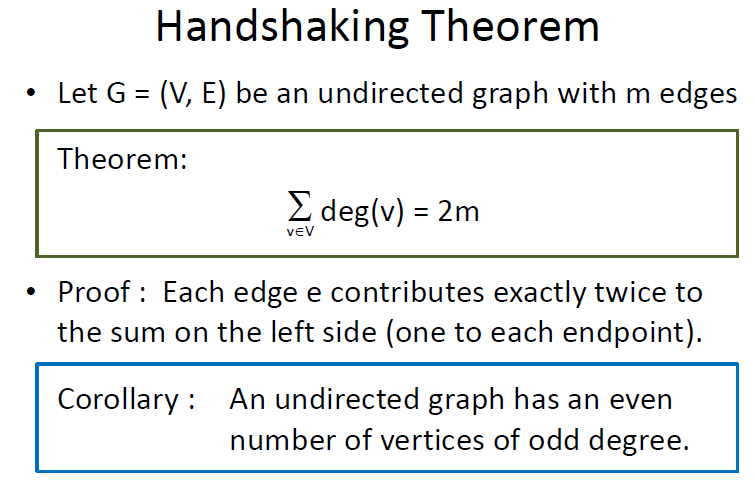 Handshaking Theorem
• Let G = (V, E) be an undirected graph with m edges
Theorem:
∑ deg(v) = 2m
v∈V
• Proof : Each edge e contributes exactly twice to
the sum on the left side (one to each endpoint).
Corollary : An undirected graph has an even
number of vertices of odd degree.